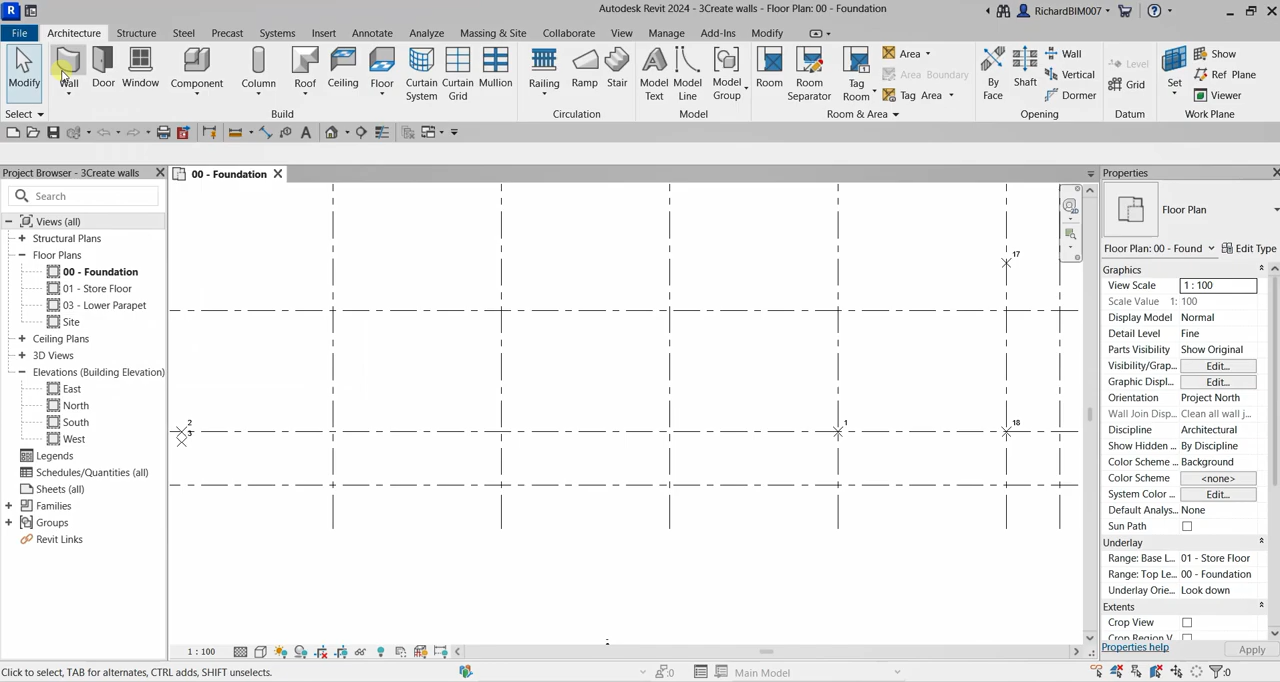 R
Autodesk Revit 2024 - 3Create walls - Floor Plan: 00 - Foundation
RichardBIM007
File
Architecture
Structure
Steel
Precast
Systems
Insert
Annotate
Analyze
Massing & Site
Collaborate
View
Manage
Add-Ins
Modify
Modify
Wall
Door
Window
Component
Column
Roof
Ceiling
Floor
Curtain System
Curtain Grid
Mullion
Railing
Ramp
Stair
Model Text
Model Line
Model Group
Room
Room Separator
Tag Room
Area
Area Boundary
Tag Area
By Face
Shaft
Wall
Vertical
Dormer
Level
Grid
Set
Show
Ref Plane
Viewer
Select
Build
Circulation
Model
Room & Area
Opening
Datum
Work Plane
Project Browser - 3Create walls
Search
Views (all)
Structural Plans
Floor Plans
00 - Foundation
01 - Store Floor
03 - Lower Parapet
Site
Ceiling Plans
3D Views
Elevations (Building Elevation)
East
North
South
West
Legends
Schedules/Quantities (all)
Sheets (all)
Families
Groups
Revit Links
00 - Foundation
17
2
3
1
18
2D
Properties
Floor Plan
Floor Plan: 00 - Found
Edit Type
Graphics
View Scale 1 : 100
Scale Value 1: 100
Display Model Normal
Detail Level Fine
Parts Visibility Show Original
Visibility/Grap... Edit...
Graphic Displ... Edit...
Orientation Project North
Wall Join Disp... Clean all wall j...
Discipline Architectural
Show Hidden ... By Discipline
Color Scheme ... Background
Color Scheme <none>
System Color ... Edit...
Default Analys... None
Sun Path
Underlay
Range: Base L... 01 - Store Floor
Range: Top Le... 00 - Foundation
Underlay Orie... Look down
Extents
Crop View
Crop Region V
Properties help
Apply
1 : 100
Click to select, TAB for alternates, CTRL adds, SHIFT unselects.
:0
Main Model
:0